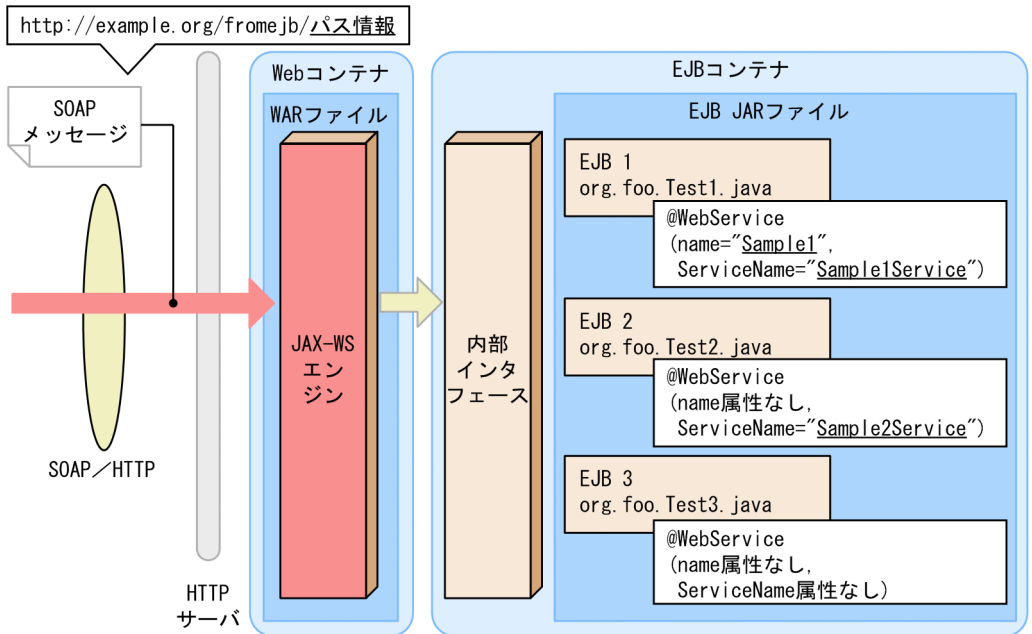 http://example.org/fromejb/パス情報
SOAP
メッセージ
SOAP／HTTP
HTTP
サーバ
Webコンテナ
WARファイル
JAX-WS
エン
ジン
EJBコンテナ
内部
インタ
フェース
EJB JARファイル
EJB 1
org.foo.Test1.java
@WebService
(name="Sample1",
ServiceName="Sample1Service")
EJB 2
org.foo.Test2.java
@WebService
(name属性なし,
ServiceName="Sample2Service")
EJB 3
org.foo.Test3.java
@WebService
(name属性なし,
ServiceName属性なし)